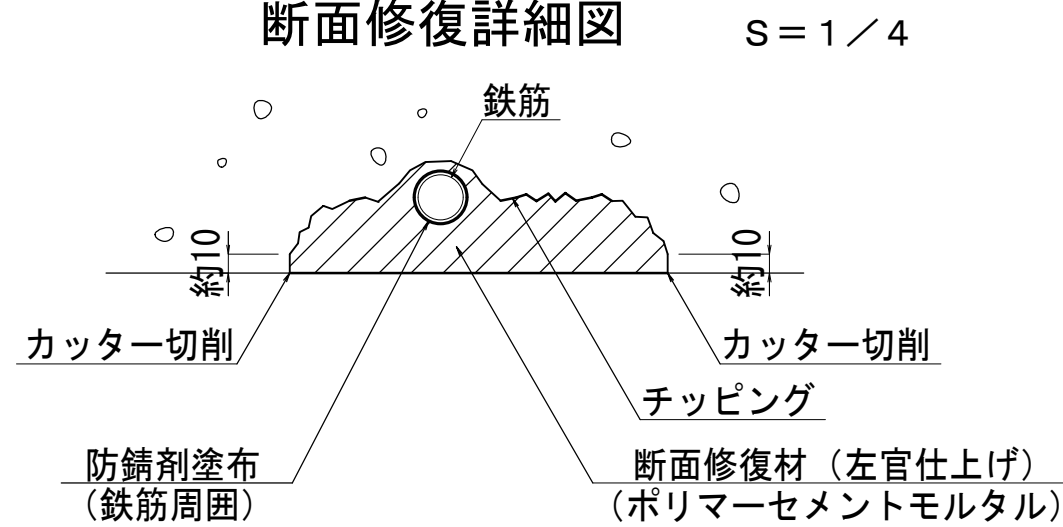 断面修復詳細図 S=1/4
鉄筋
約10
約10
カッター切削
カッター切削
チッピング
防錆剤塗布
(鉄筋周囲)
断面修復材(左官仕上げ)
(ポリマーセメントモルタル)